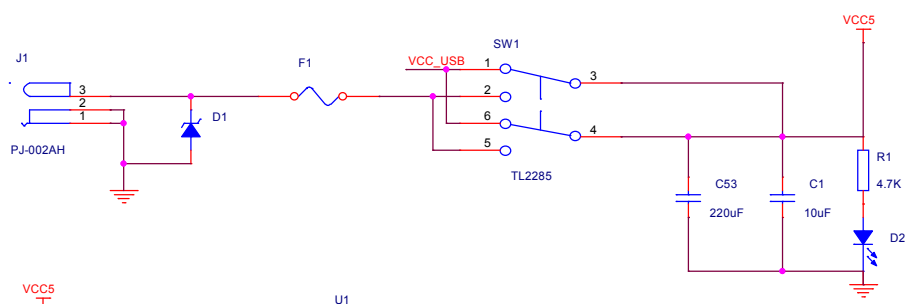 VCC5
J1
F1
SW1
VCC_USB
1
3
3
2
2
1
D1
6
4
5
PJ-002AH
TL2285
R1
4.7K
C53
C1
220uF
10uF
D2
VCC5
U1